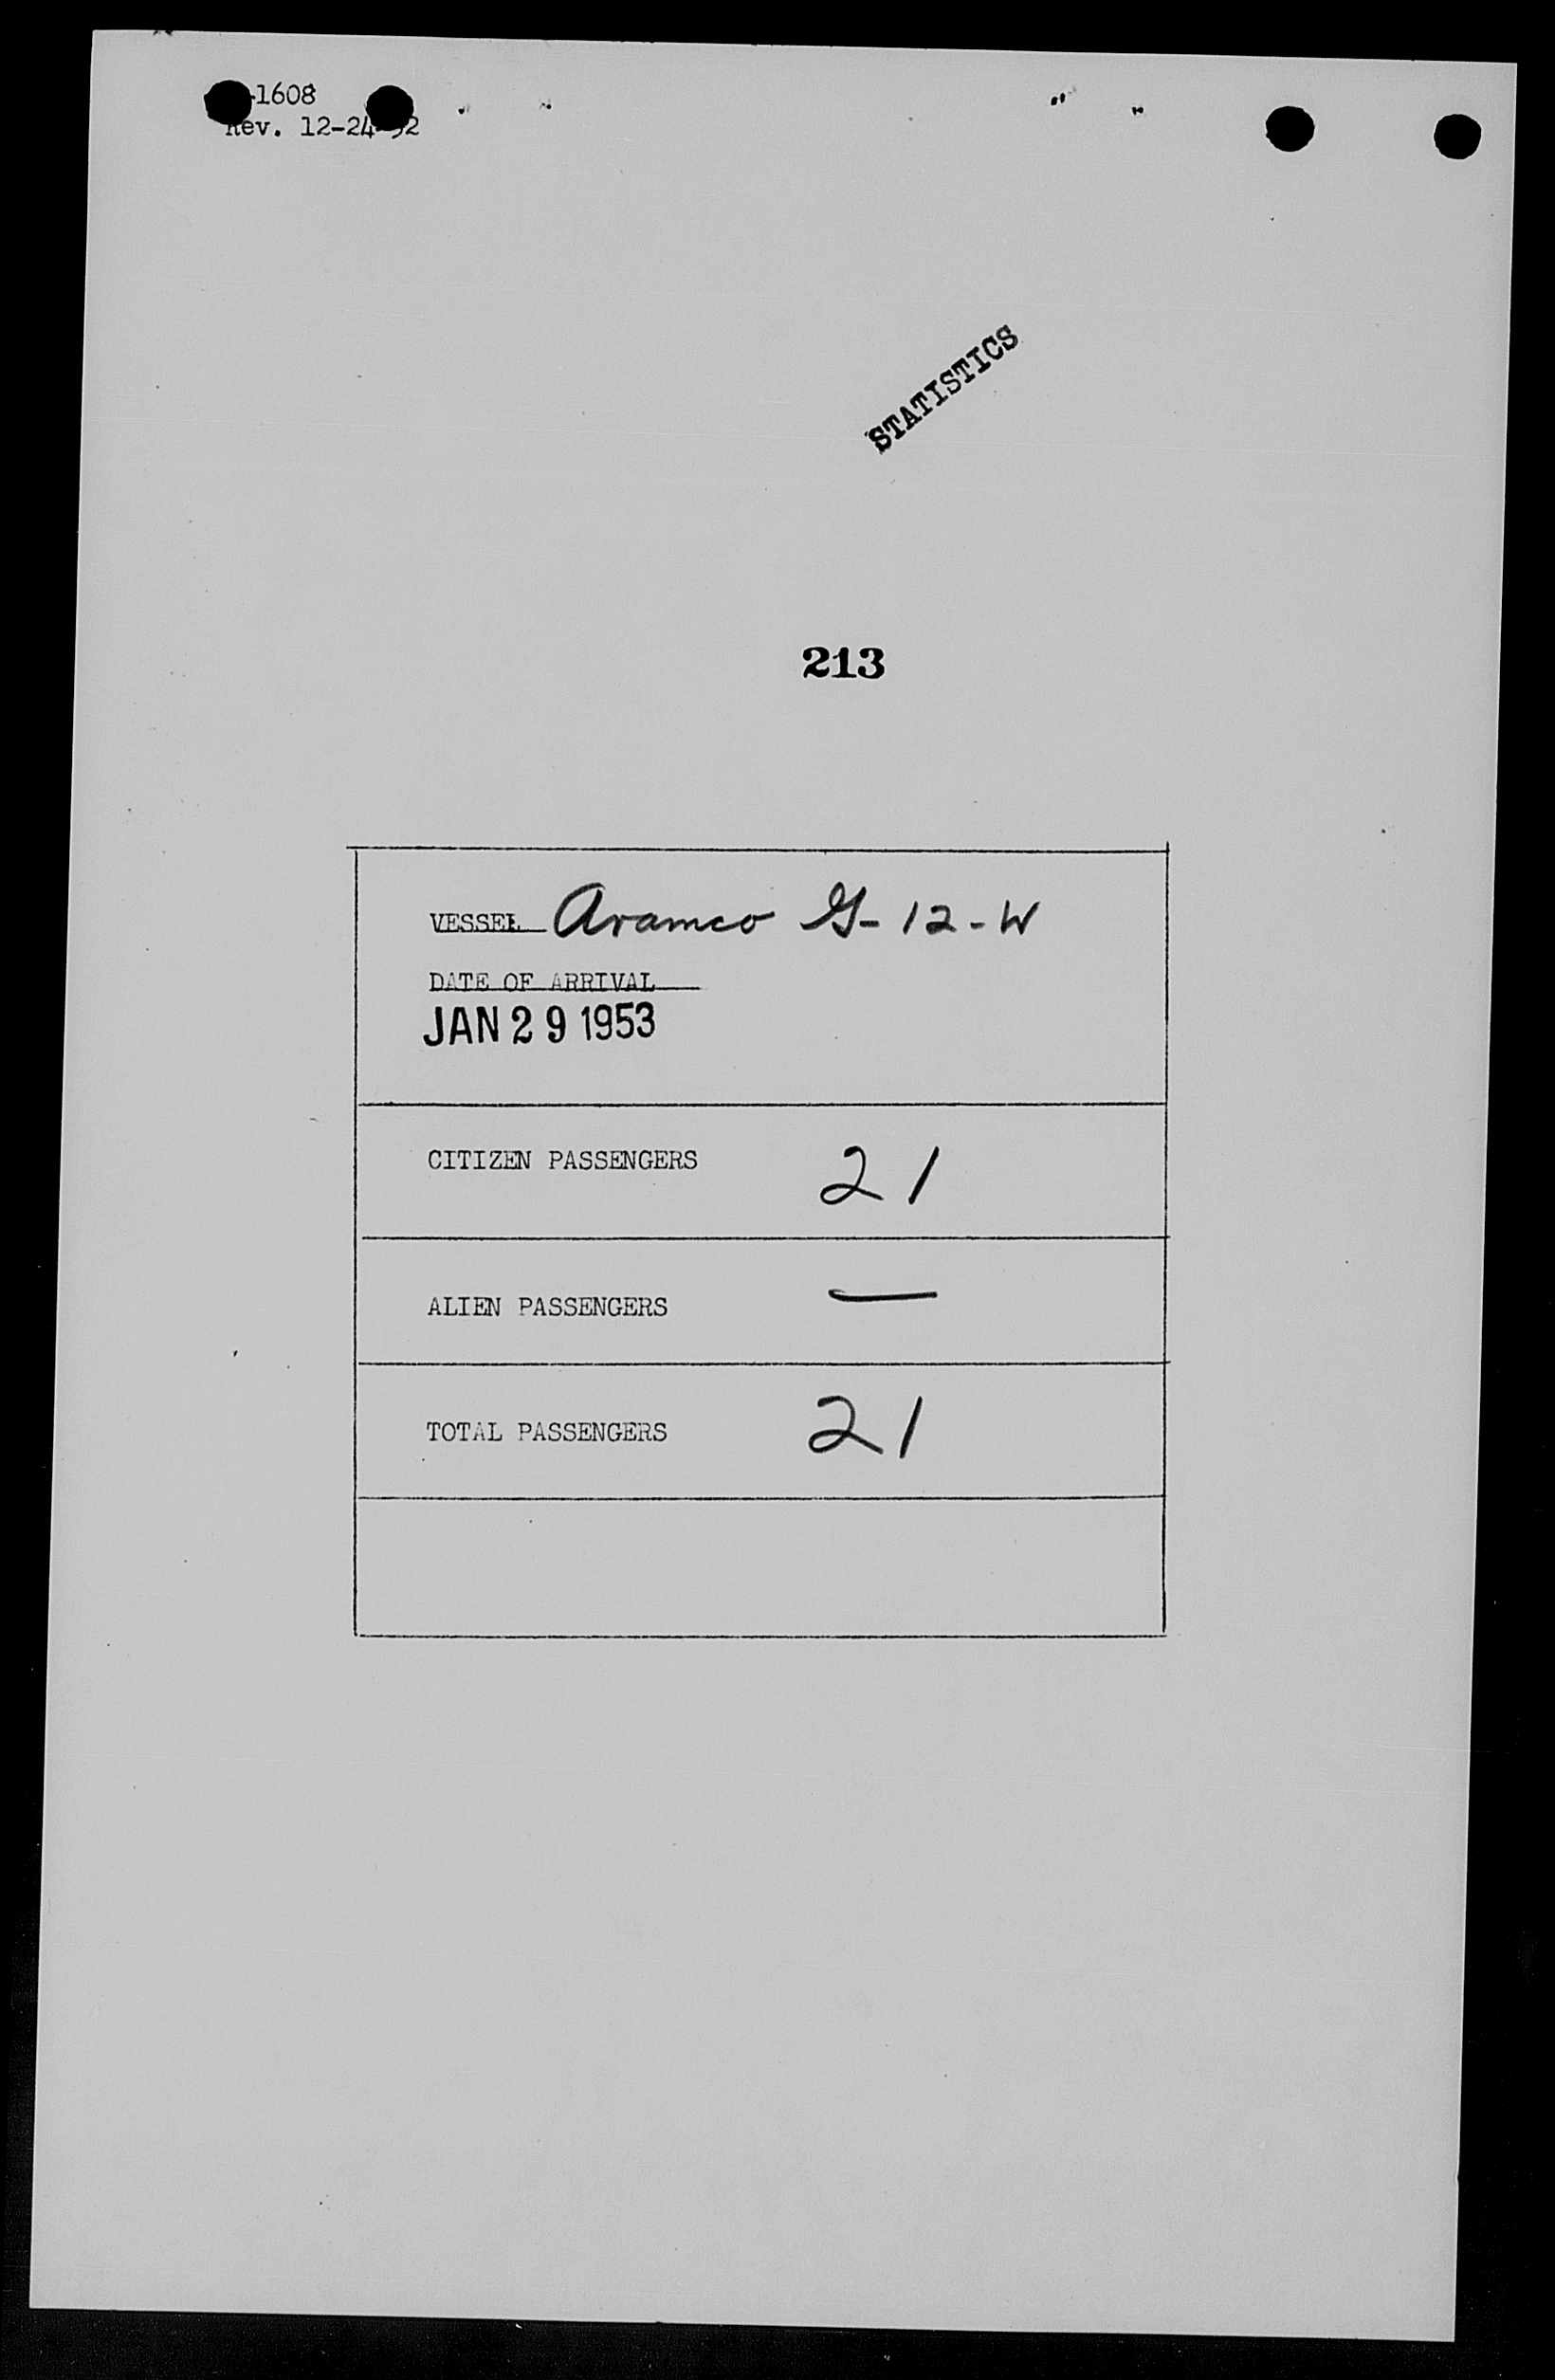 -1608
Rev. 12-24-52
STATISTICS
213
VESSEL Aramco G-12-W
DATE OF ARRIVAL
JAN 29 1953
CITIZEN PASSENGERS 21
ALIEN PASSENGERS —
TOTAL PASSENGERS 21